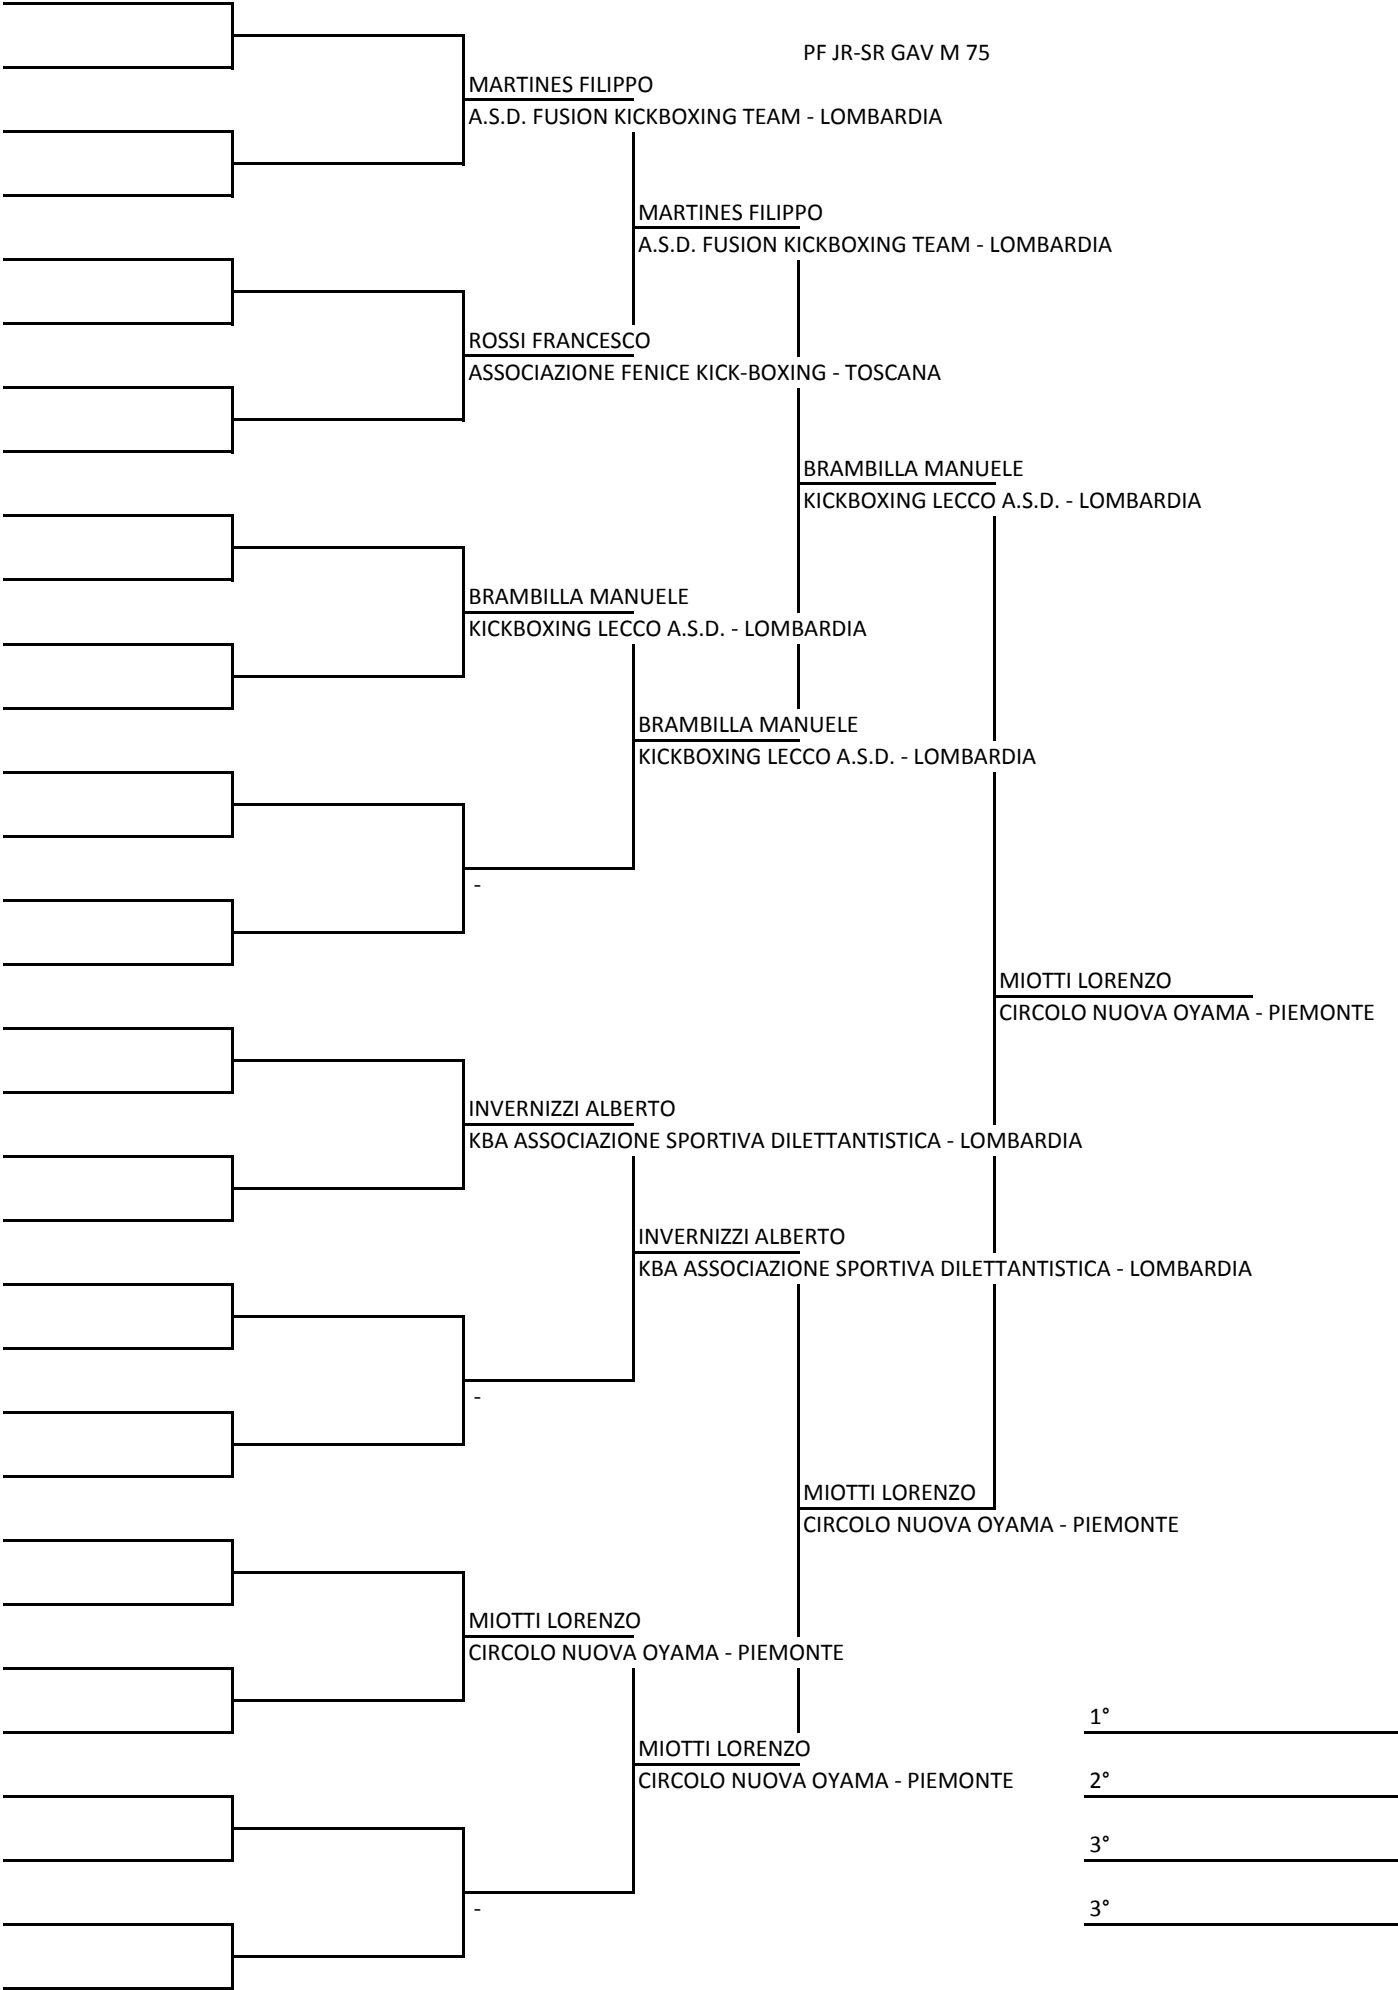 PF JR-SR GAV M 75
MARTINES FILIPPO
A.S.D. FUSION KICKBOXING TEAM - LOMBARDIA
MARTINES FILIPPO
A.S.D. FUSION KICKBOXING TEAM - LOMBARDIA
ROSSI FRANCESCO
ASSOCIAZIONE FENICE KICK-BOXING - TOSCANA
BRAMBILLA MANUELE
KICKBOXING LECCO A.S.D. - LOMBARDIA
BRAMBILLA MANUELE
KICKBOXING LECCO A.S.D. - LOMBARDIA
BRAMBILLA MANUELE
KICKBOXING LECCO A.S.D. - LOMBARDIA
-
MIOTTI LORENZO
CIRCOLO NUOVA OYAMA - PIEMONTE
INVERNIZZI ALBERTO
KBA ASSOCIAZIONE SPORTIVA DILETTANTISTICA - LOMBARDIA
INVERNIZZI ALBERTO
KBA ASSOCIAZIONE SPORTIVA DILETTANTISTICA - LOMBARDIA
-
MIOTTI LORENZO
CIRCOLO NUOVA OYAMA - PIEMONTE
MIOTTI LORENZO
CIRCOLO NUOVA OYAMA - PIEMONTE
1°
MIOTTI LORENZO
CIRCOLO NUOVA OYAMA - PIEMONTE
2°
3°
-
3°